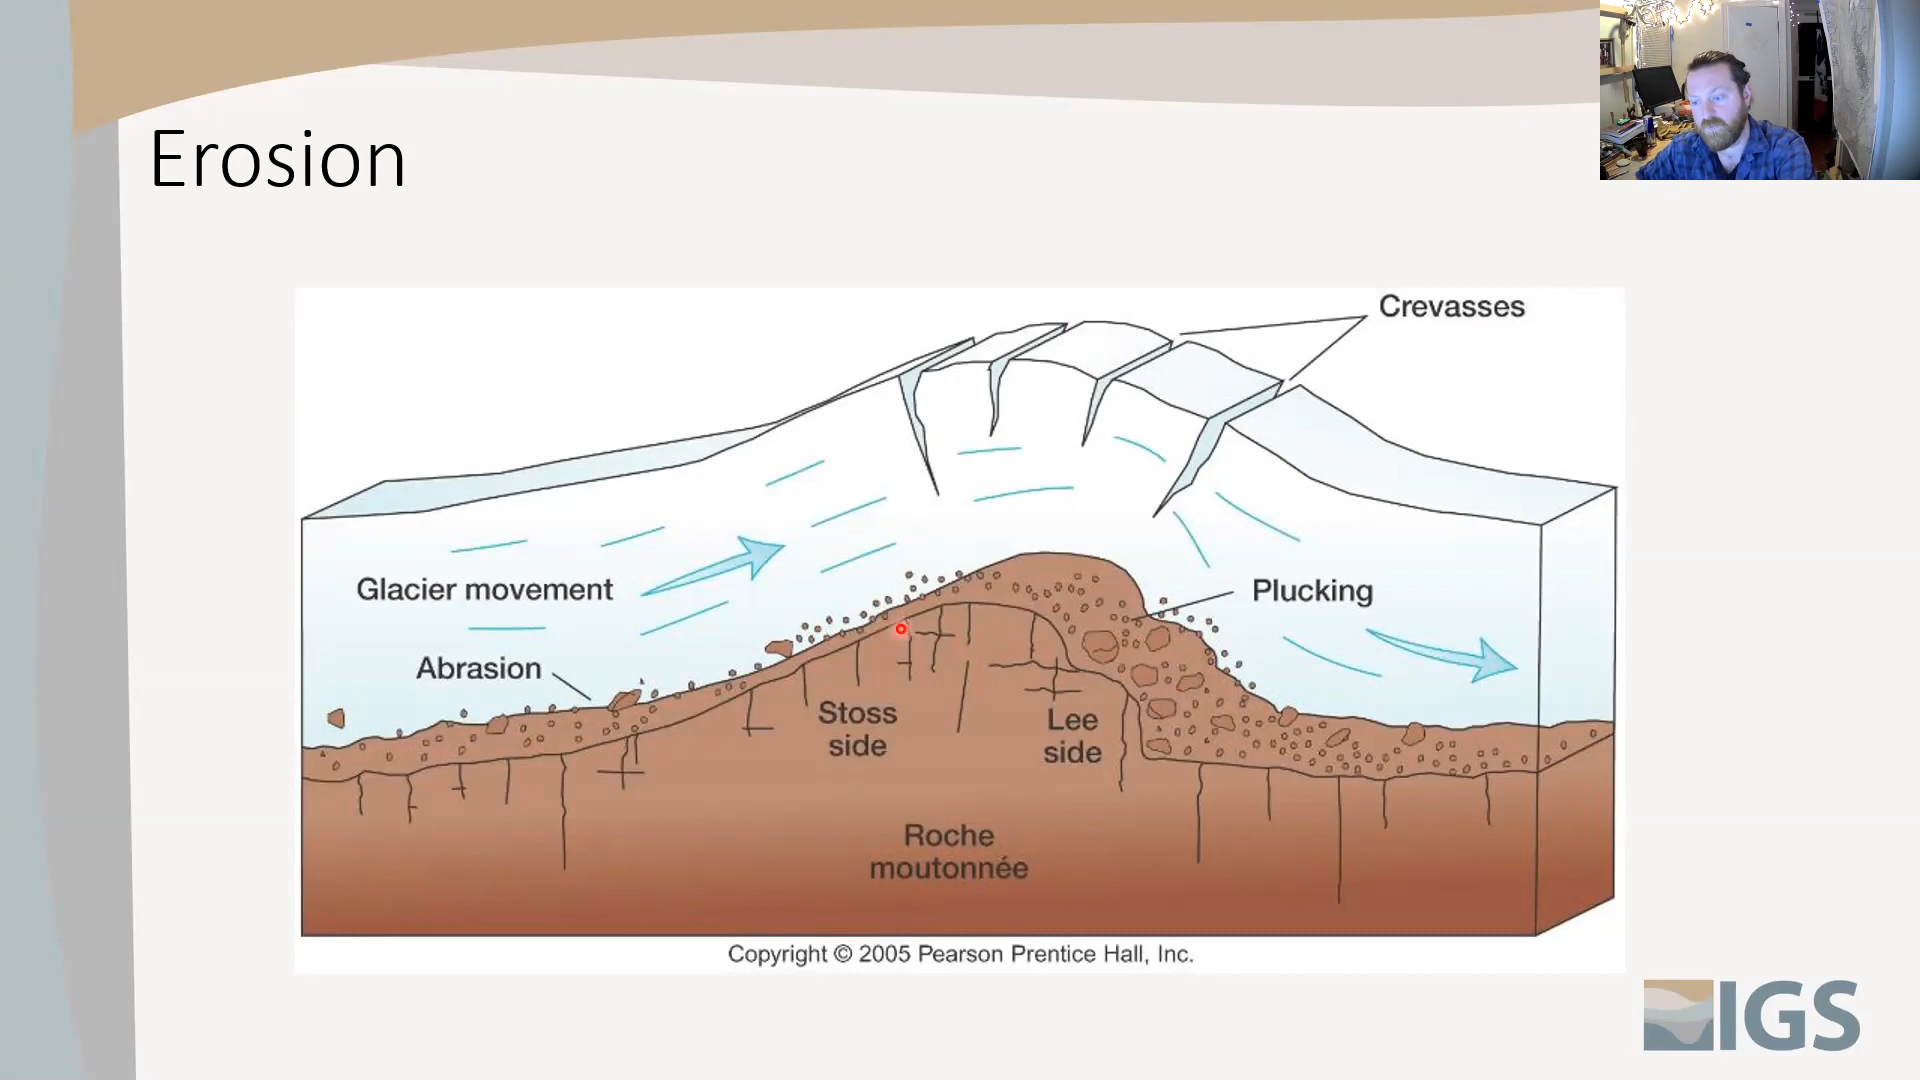 Erosion
Crevasses
Glacier movement
Plucking
Abrasion
Stoss
side
Lee
side
Roche
moutonnée
Copyright © 2005 Pearson Prentice Hall, Inc.
IGS